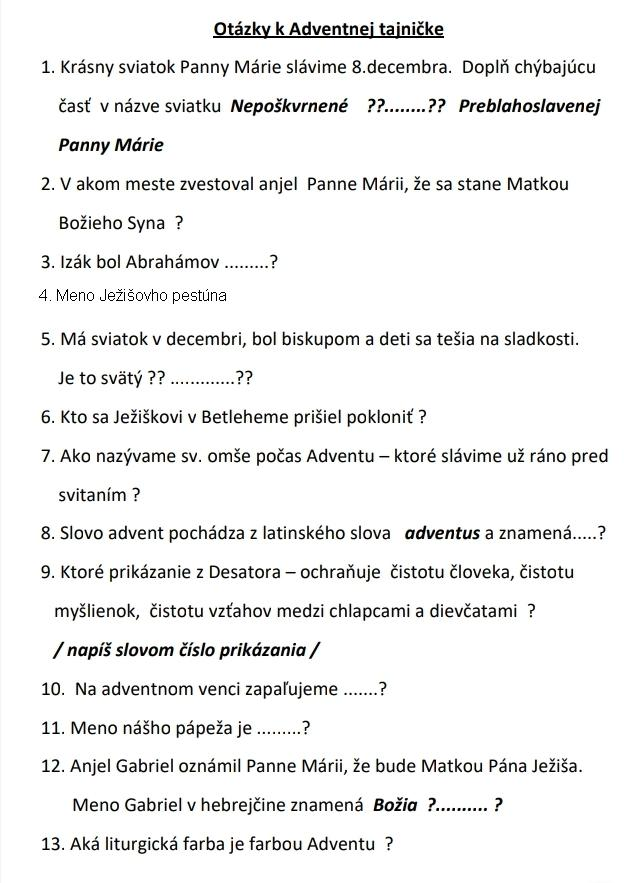 Otázky k Adventnej tajničke
1. Krásny sviatok Panny Márie slávime 8.decembra. Doplň chýbajúcu
časť v názve sviatku Nepoškvrnené ??........?? Preblahoslavenej
Panny Márie
2. V akom meste zvestoval anjel Panne Márii, že sa stane Matkou
Božieho Syna ?
3. Izák bol Abrahámov .........?
4. Meno Ježišovho pestúna
5. Má sviatok v decembri, bol biskupom a deti sa tešia na sladkosti.
Je to svätý ?? .............??
6. Kto sa Ježiškovi v Betleheme prišiel pokloniť ?
7. Ako nazývame sv. omše počas Adventu – ktoré slávime už ráno pred
svitaním ?
8. Slovo advent pochádza z latinského slova adventus a znamená.....?
9. Ktoré prikázanie z Desatora – ochraňuje čistotu človeka, čistotu
myšlienok, čistotu vzťahov medzi chlapcami a dievčatami ?
/ napíš slovom číslo prikázania /
10. Na adventnom venci zapaľujeme .......?
11. Meno nášho pápeža je .........?
12. Anjel Gabriel oznámil Panne Márii, že bude Matkou Pána Ježiša.
Meno Gabriel v hebrejčine znamená Božia ?.......... ?
13. Aká liturgická farba je farbou Adventu ?